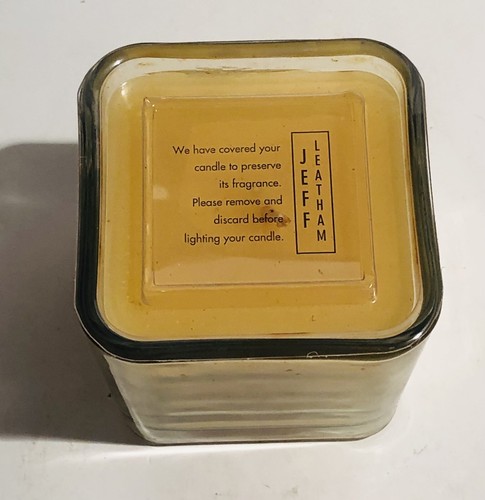 We have covered your
candle to preserve
its fragrance.
Please remove and
discard before
lighting your candle.
JEFF
LEATHAM